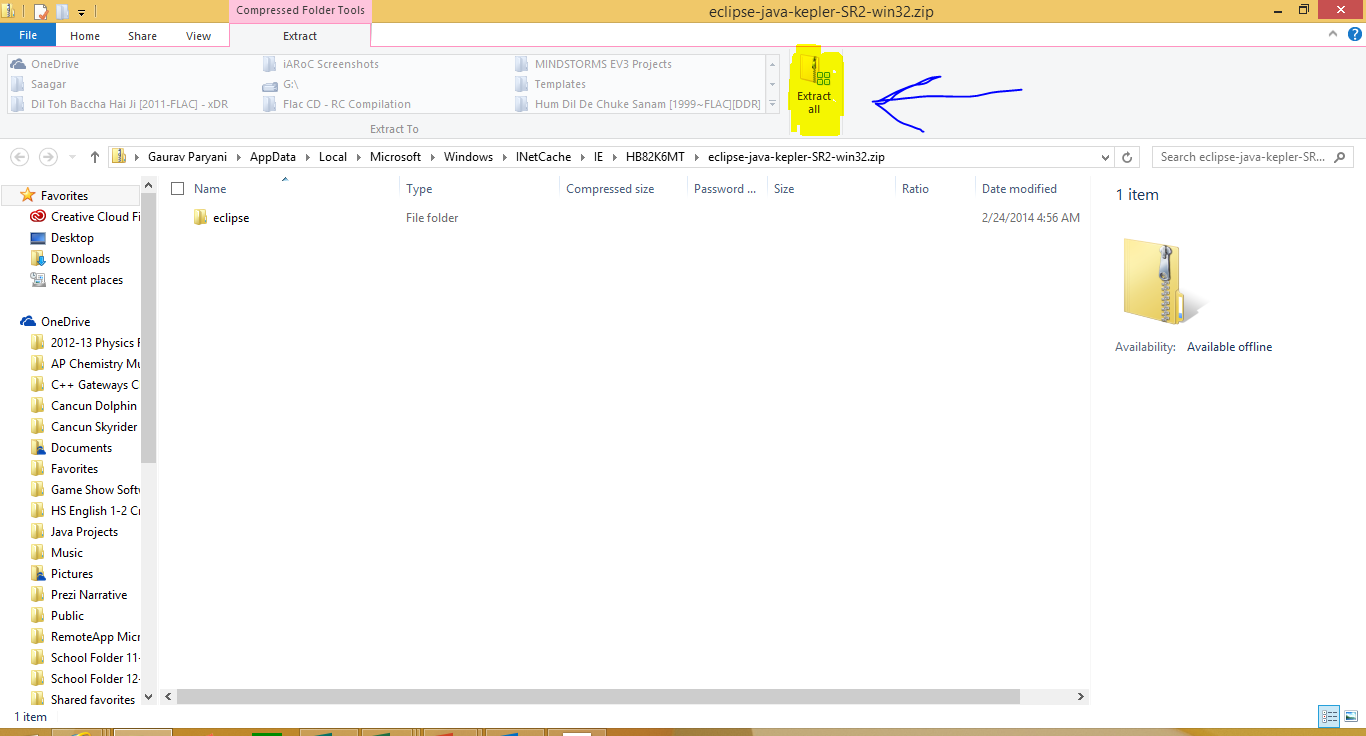 Compressed Folder Tools
eclipse-java-kepler-SR2-win32.zip
File Home Share View Extract
OneDrive
Saagar
Dil Toh Baccha Hai Ji [2011-FLAC] - xDR
iARoC Screenshots
G:\
Flac CD - RC Compilation
MINDSTORMS EV3 Projects
Templates
Hum Dil De Chuke Sanam [1999~FLAC][DDR]
Extract To
Extract
all
Gaurav Paryani AppData Local Microsoft Windows INetCache IE HB82K6MT eclipse-java-kepler-SR2-win32.zip
Search eclipse-java-kepler-SR...
Favorites
Creative Cloud Fi
Desktop
Downloads
Recent places
OneDrive
2012-13 Physics F
AP Chemistry Mu
C++ Gateways C
Cancun Dolphin
Cancun Skyrider
Documents
Favorites
Game Show Soft
HS English 1-2 Cr
Java Projects
Music
Pictures
Prezi Narrative
Public
RemoteApp Micr
School Folder 11-
School Folder 12-
Shared favorites
Name Type Compressed size Password ... Size Ratio Date modified
eclipse File folder 2/24/2014 4:56 AM
1 item
Availability: Available offline
1 item